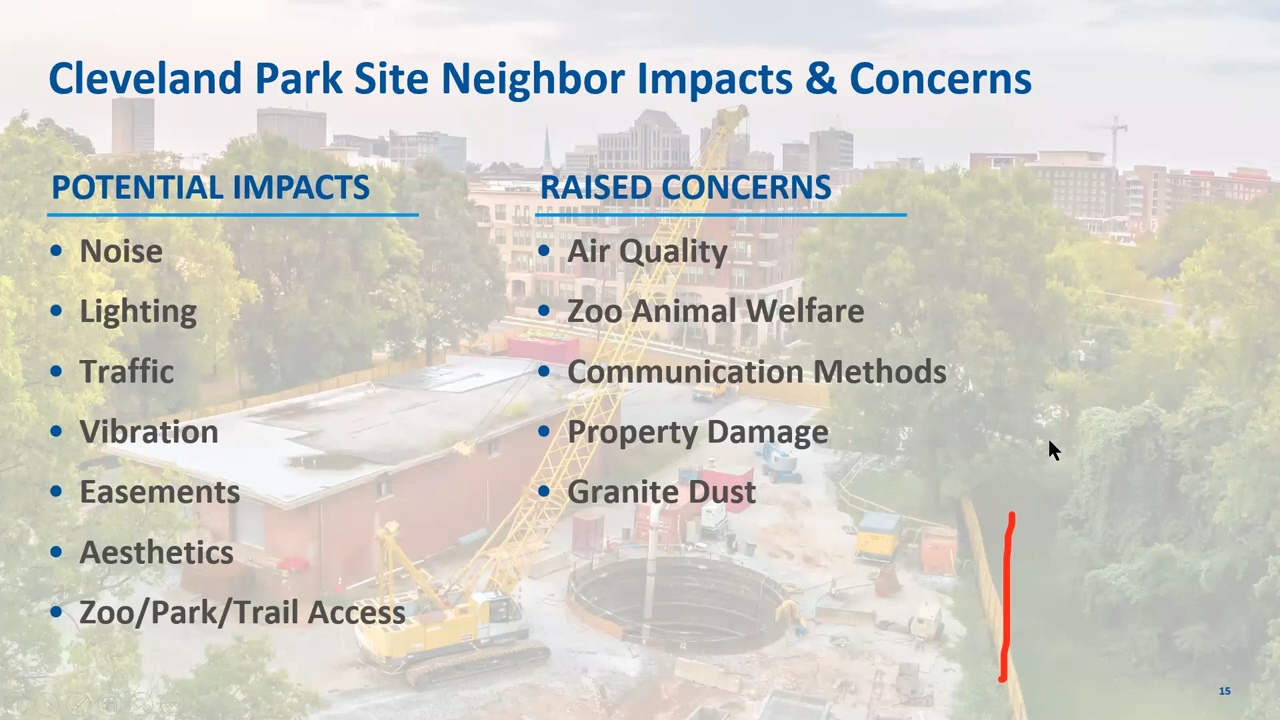 Cleveland Park Site Neighbor Impacts & Concerns
POTENTIAL IMPACTS
• Noise
• Lighting
• Traffic
• Vibration
• Easements
• Aesthetics
• Zoo/Park/Trail Access
RAISED CONCERNS
• Air Quality
• Zoo Animal Welfare
• Communication Methods
• Property Damage
• Granite Dust
15